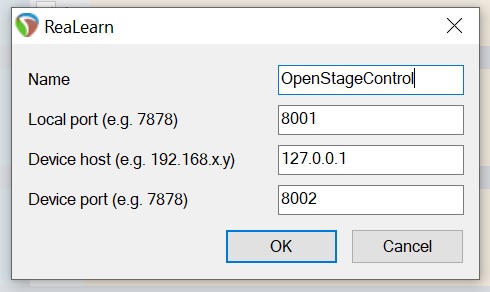 ReaLearn
Name OpenStageControl
Local port (e.g. 7878) 8001
Device host (e.g. 192.168.x.y) 127.0.0.1
Device port (e.g. 7878) 8002
OK Cancel